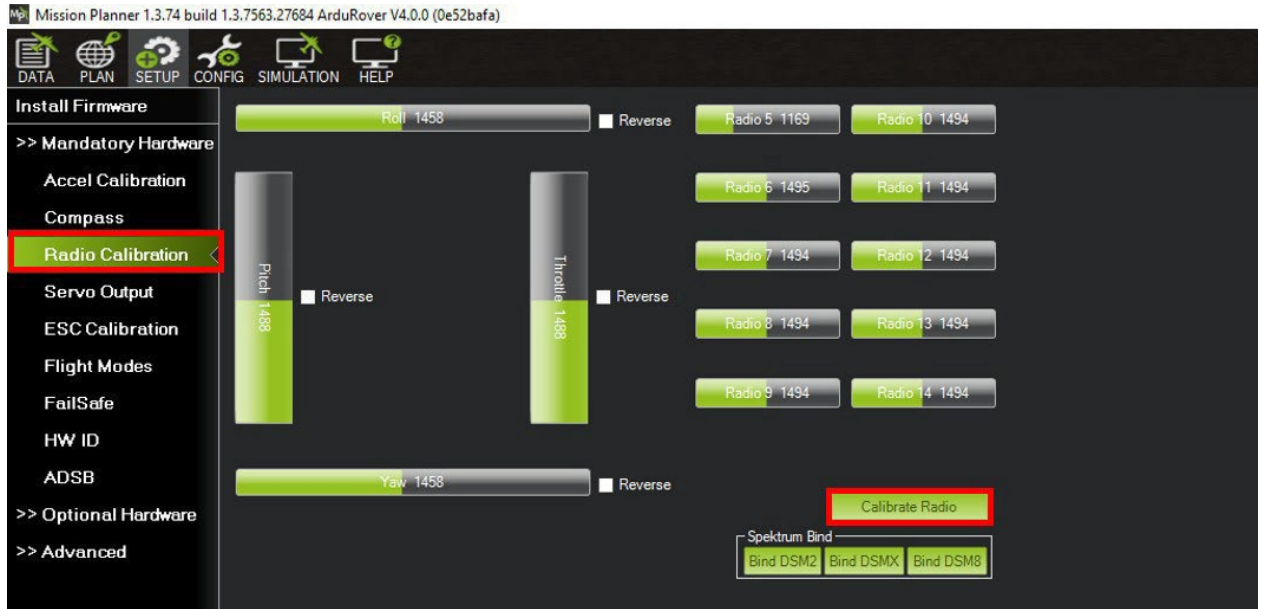 Mission Planner 1.3.74 build 1.3.7563.27684 ArduRover V4.0.0 (0e52bafa)
DATA PLAN SETUP CONFIG SIMULATION HELP
Install Firmware
>> Mandatory Hardware
Accel Calibration
Compass
Radio Calibration
Servo Output
ESC Calibration
Flight Modes
FailSafe
HW ID
ADSB
>> Optional Hardware
>> Advanced
Roll 1458
Reverse
Pitch 1488
Reverse
Throttle 1488
Reverse
Yaw 1458
Reverse
Radio 5 1169
Radio 10 1494
Radio 6 1495
Radio 11 1494
Radio 7 1494
Radio 12 1494
Radio 8 1494
Radio 13 1494
Radio 9 1494
Radio 14 1494
Calibrate Radio
Spektrum Bind
Bind DSM2 Bind DSMX Bind DSM8